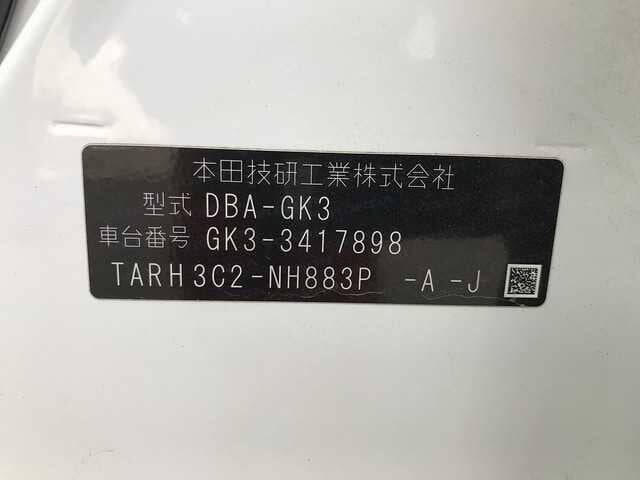 本田技研工業株式会社
型式 DBA-GK3
車台番号 GK3-3417898
TARH3C2-NH883P -A -J